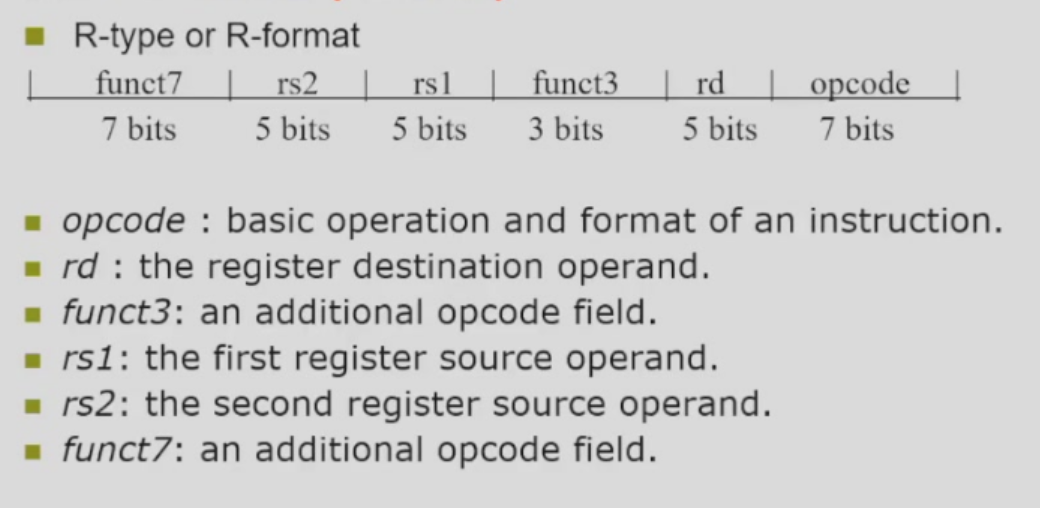 R-type or R-format
funct7 rs2 rs1 funct3 rd opcode
7 bits 5 bits 5 bits 3 bits 5 bits 7 bits
opcode : basic operation and format of an instruction.
rd : the register destination operand.
funct3: an additional opcode field.
rs1: the first register source operand.
rs2: the second register source operand.
funct7: an additional opcode field.